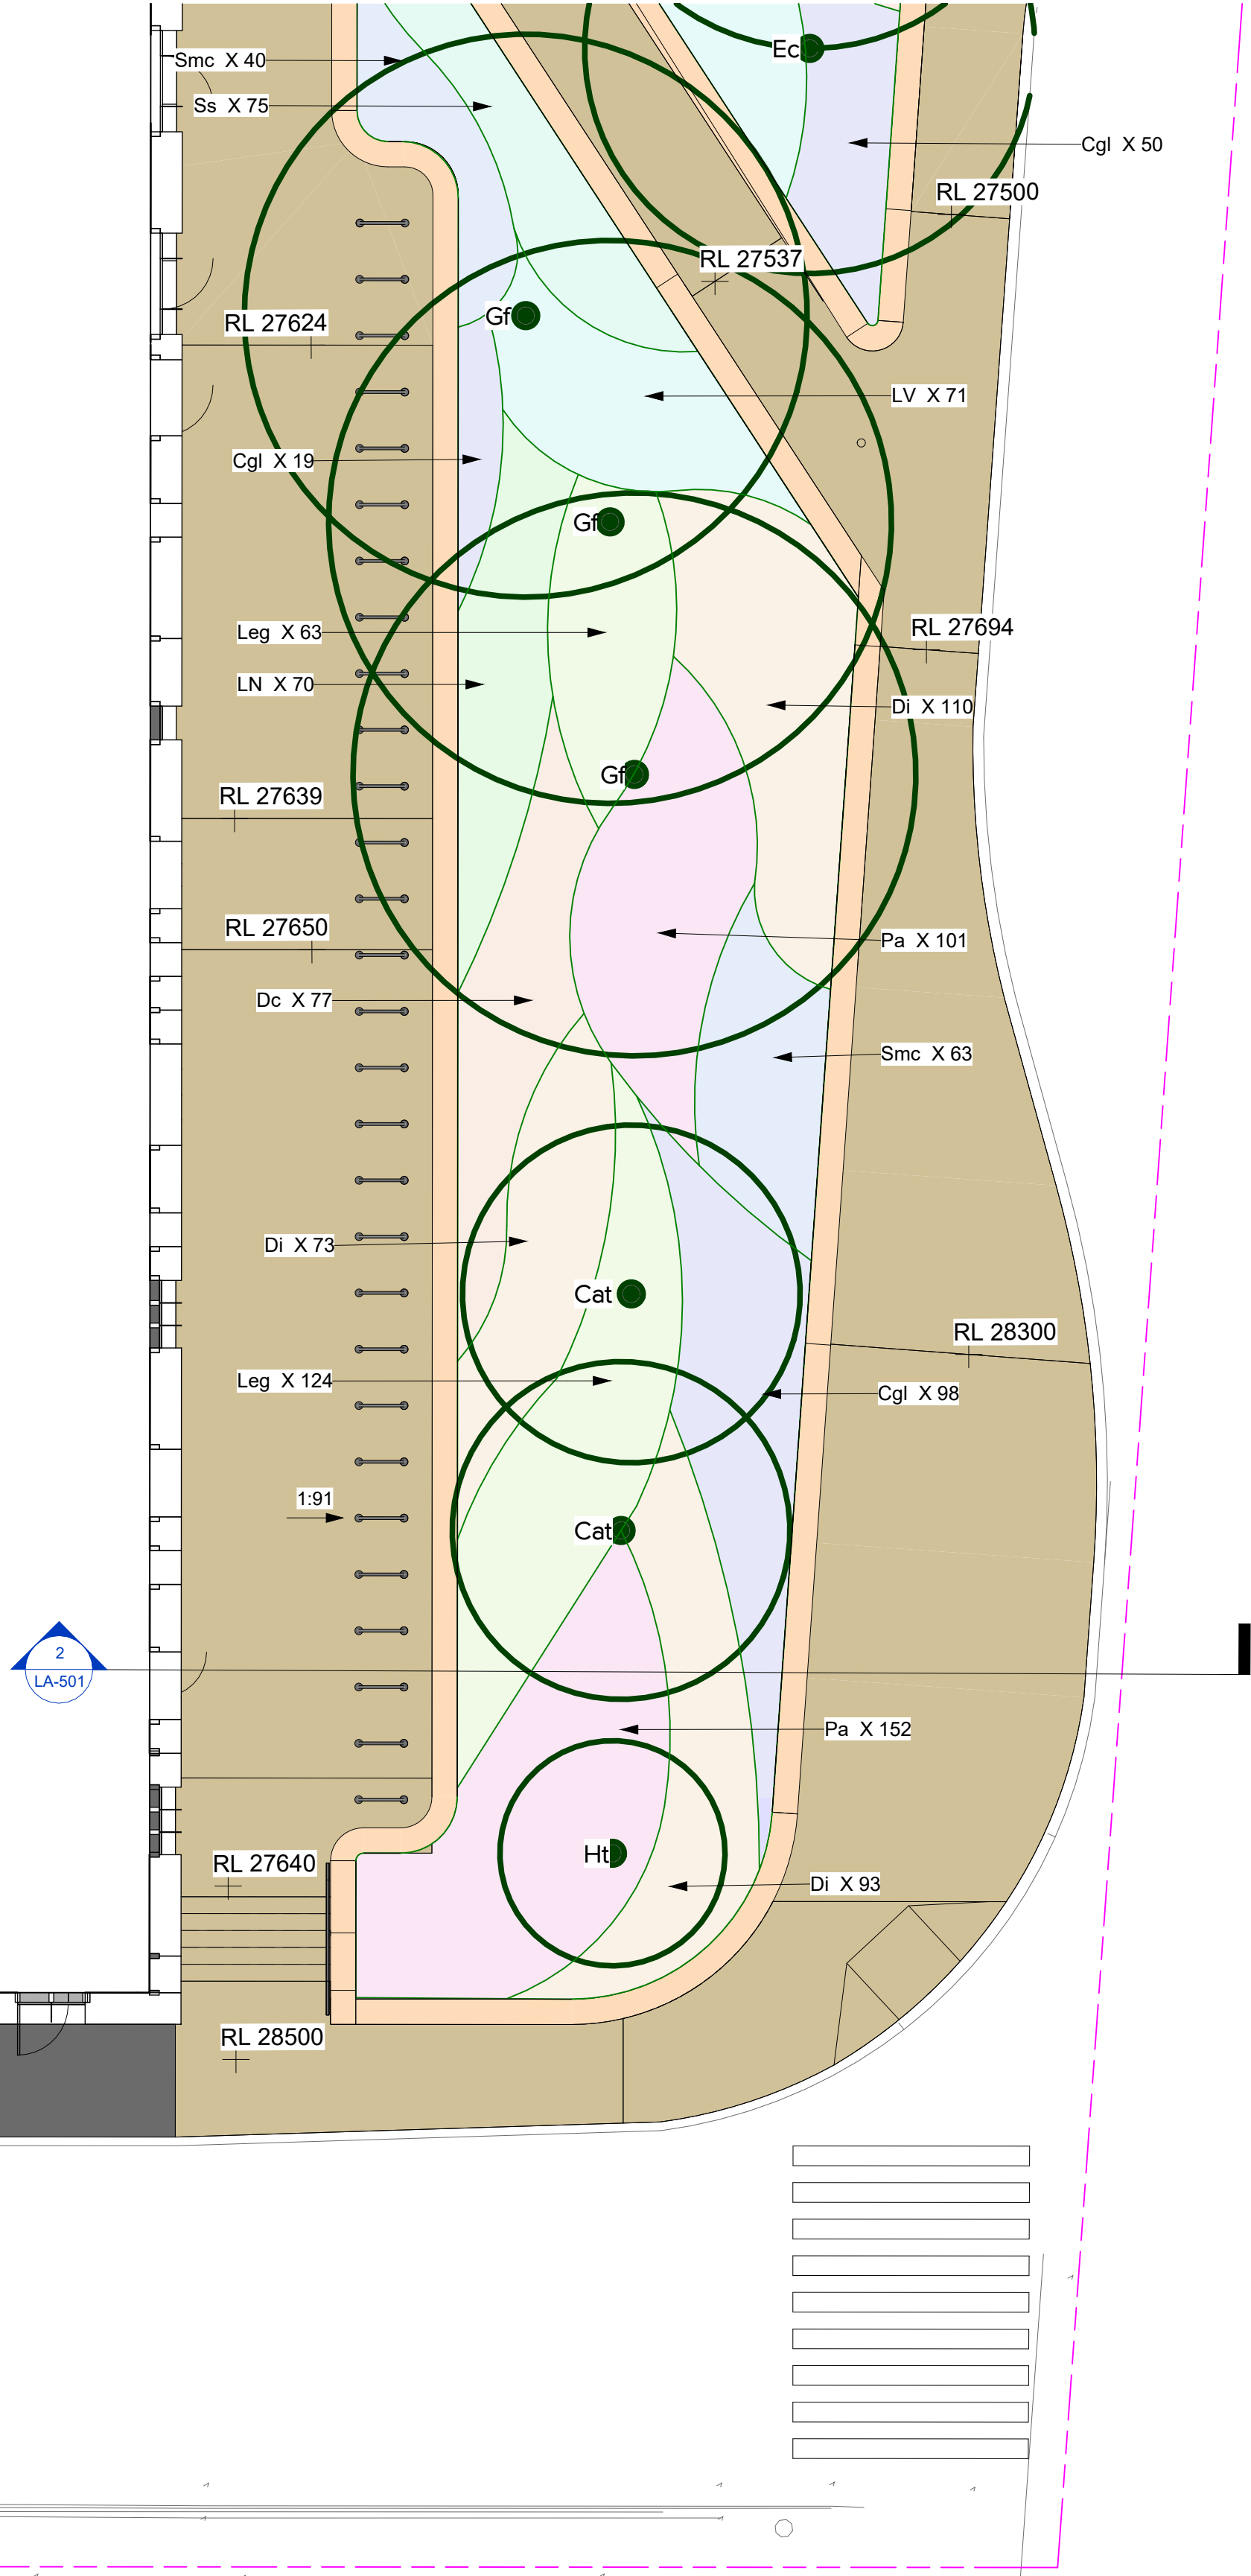 Ec
Smc X 40
Ss X 75
Cgl X 50
RL 27500
RL 27537
Gf
RL 27624
LV X 71
Cgl X 19
Gf
RL 27694
Leg X 63
LN X 70
Di X 110
Gf
RL 27639
RL 27650
Pa X 101
Dc X 77
Smc X 63
Di X 73
Cat
RL 28300
Leg X 124
Cgl X 98
1:91
Cat
2
LA-501
Pa X 152
Ht
RL 27640
Di X 93
RL 28500